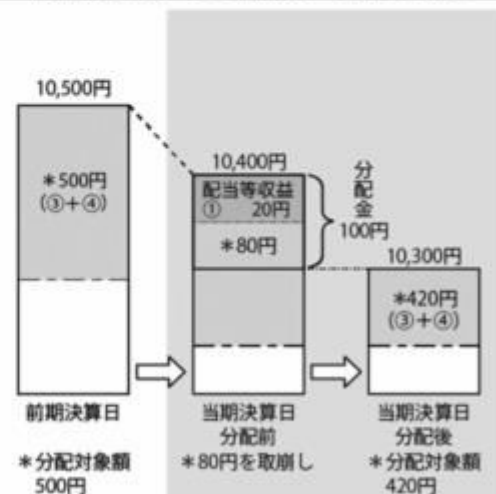 10,500円
*500円
(③+④)
前期決算日
*分配対象額
500円
10,400円
配当等収益
① 20円
*80円
分配金
100円
当期決算日
分配前
*80円を取崩し
10,300円
*420円
(③+④)
当期決算日
分配後
*分配対象額
420円